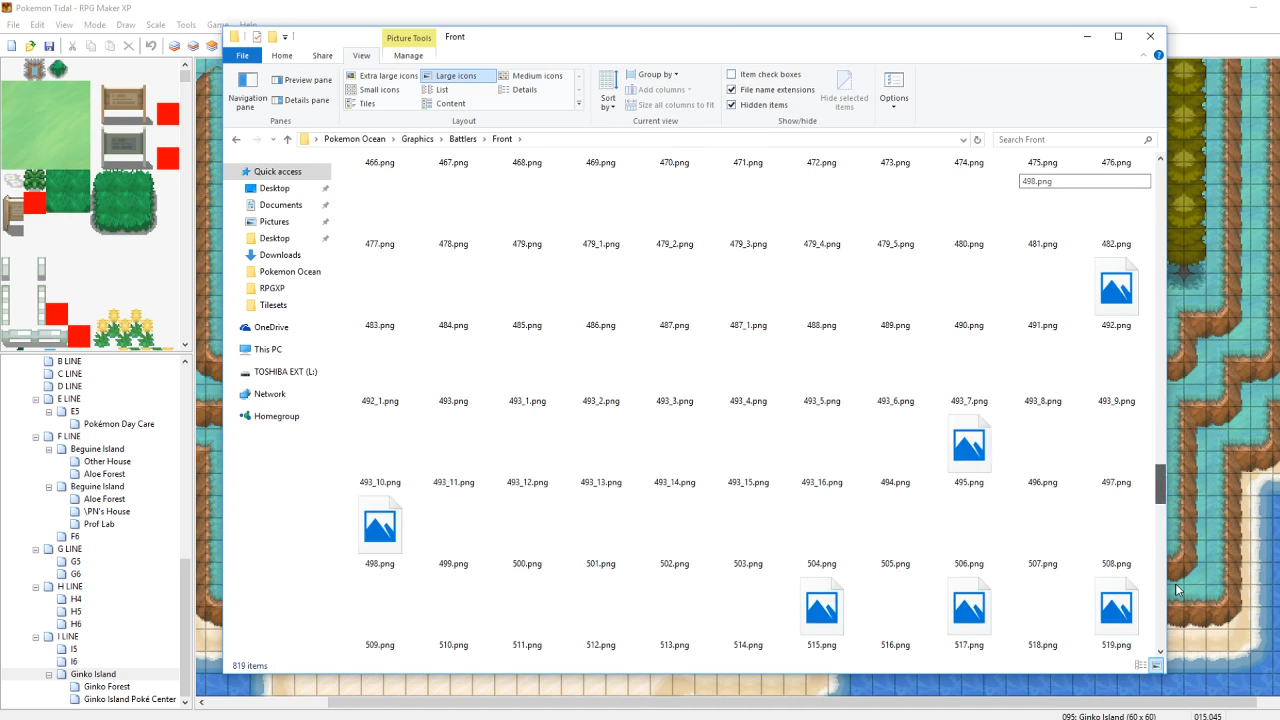 Pokemon Tidal - RPG Maker XP
File Edit View Mode Draw Scale Tools Game Help
Picture Tools Front
File Home Share View Manage
Navigation pane
Preview pane
Details pane
Panes
Extra large icons Large icons Medium icons
Small icons List Details
Tiles Content
Layout
Sort by
Group by
Add columns
Size all columns to fit
Current view
Item check boxes
File name extensions
Hidden items
Hide selected items
Show/hide
Options
Pokemon Ocean Graphics Battlers Front
Search Front
Quick access
Desktop
Documents
Pictures
Desktop
Downloads
Pokemon Ocean
RPGXP
Tilesets
OneDrive
This PC
TOSHIBA EXT (L:)
Network
Homegroup
466.png 467.png 468.png 469.png 470.png 471.png 472.png 473.png 474.png 475.png 476.png
498.png
477.png 478.png 479.png 479_1.png 479_2.png 479_3.png 479_4.png 479_5.png 480.png 481.png 482.png
483.png 484.png 485.png 486.png 487.png 487_1.png 488.png 489.png 490.png 491.png 492.png
492_1.png 493.png 493_1.png 493_2.png 493_3.png 493_4.png 493_5.png 493_6.png 493_7.png 493_8.png 493_9.png
493_10.png 493_11.png 493_12.png 493_13.png 493_14.png 493_15.png 493_16.png 494.png 495.png 496.png 497.png
498.png 499.png 500.png 501.png 502.png 503.png 504.png 505.png 506.png 507.png 508.png
509.png 510.png 511.png 512.png 513.png 514.png 515.png 516.png 517.png 518.png 519.png
819 items
B LINE
C LINE
D LINE
E LINE
E5
Pokémon Day Care
F LINE
Beguine Island
Other House
Aloe Forest
Beguine Island
Aloe Forest
\PN's House
Prof Lab
F6
G LINE
G5
G6
H LINE
H4
H5
H6
I LINE
I5
I6
Ginko Island
Ginko Forest
Ginko Island Poké Center
095: Ginko Island (60 x 60) 015,045